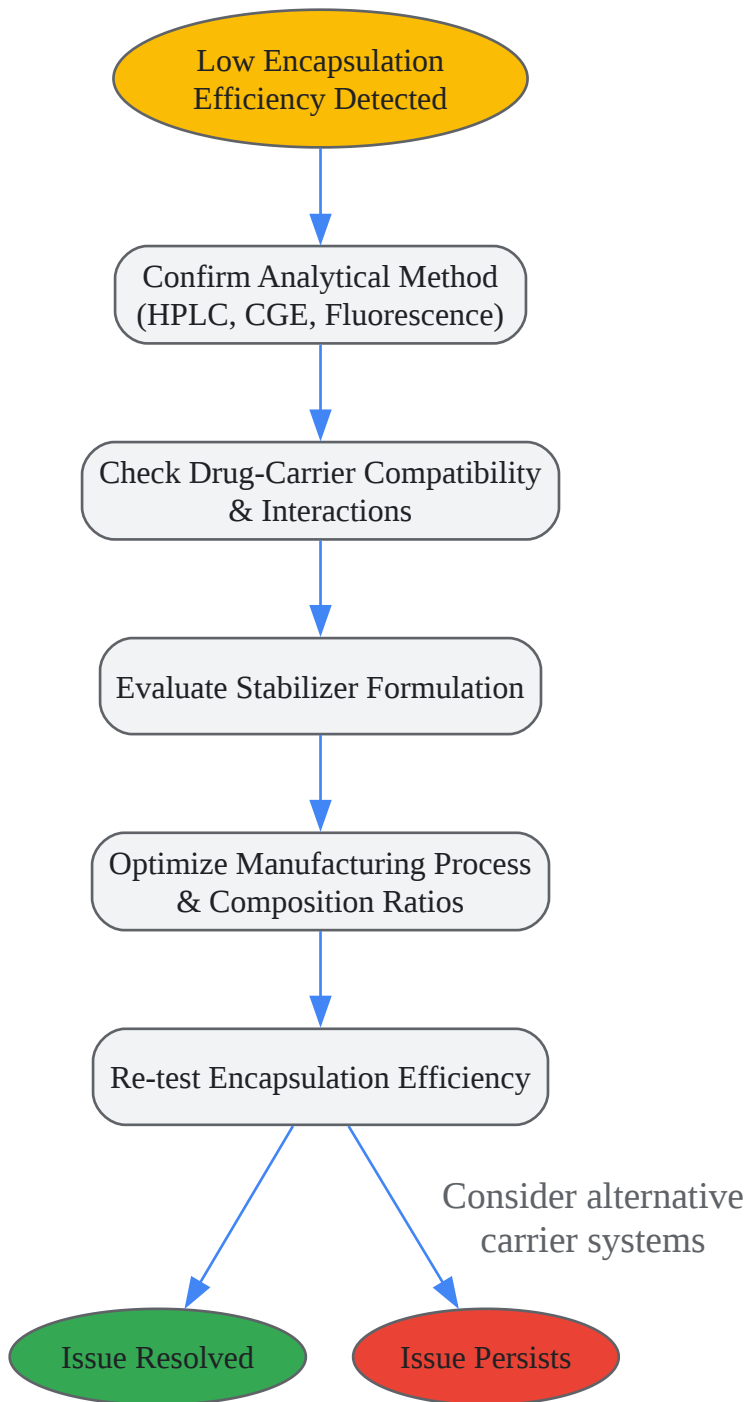 Low Encapsulation
Efficiency Detected
Confirm Analytical Method
(HPLC, CGE, Fluorescence)
Check Drug-Carrier Compatibility
& Interactions
Evaluate Stabilizer Formulation
Optimize Manufacturing Process
& Composition Ratios
Re-test Encapsulation Efficiency
Consider alternative
carrier systems
Issue Resolved
Issue Persists